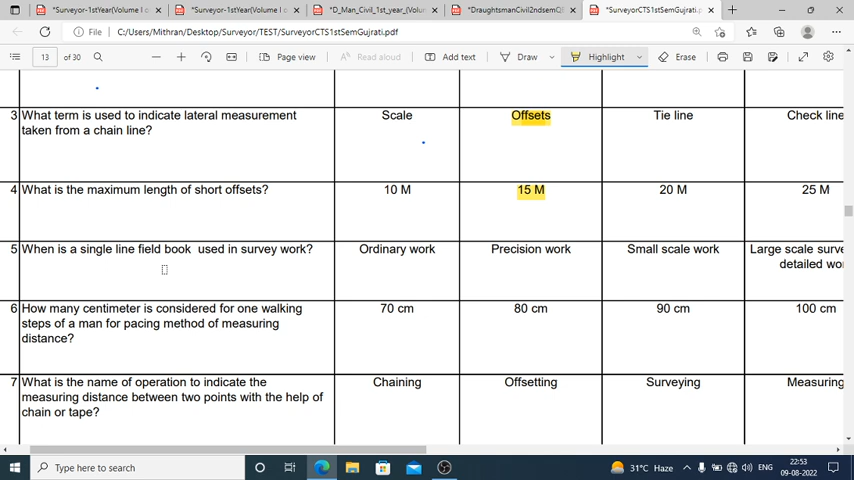 *Surveyor-1stYear(Volume I o
*Surveyor-1stYear(Volume I
*D_Man_Civil_1st_year_(Volur
*DraughtsmanCivil2ndsem
*SurveyorCTS1stSemGujrati.p
File C:/Users/Mithran/Desktop/Surveyor/TEST/SurveyorCTS1stSemGujrati.pdf
13 of 30 Page view Read aloud Add text Draw Highlight Erase
3 What term is used to indicate lateral measurement
taken from a chain line?
Scale
Offsets
Tie line
Check line
4 What is the maximum length of short offsets?
10 M
15 M
20 M
25 M
5 When is a single line field book used in survey work?
Ordinary work
Precision work
Small scale work
Large scale surve
detailed wor
6 How many centimeter is considered for one walking
steps of a man for pacing method of measuring
distance?
70 cm
80 cm
90 cm
100 cm
7 What is the name of operation to indicate the
measuring distance between two points with the help of
chain or tape?
Chaining
Offsetting
Surveying
Measuring
Type here to search
31°C Haze
ENG
22:53
09-08-2022